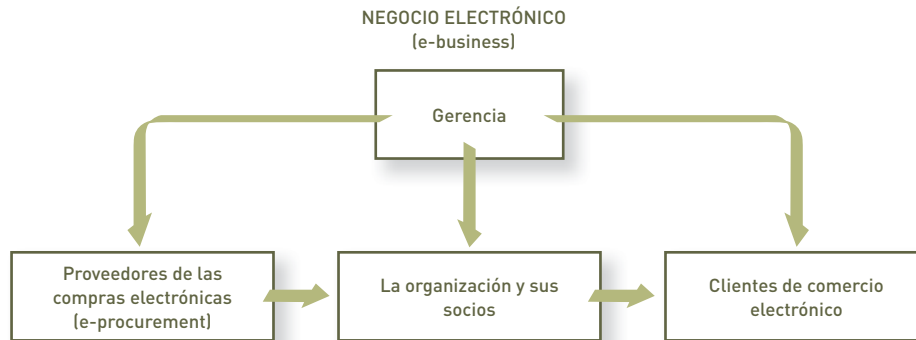 NEGOCIO ELECTRÓNICO
(e-business)
Gerencia
Proveedores de las
compras electrónicas
(e-procurement)
La organización y sus
socios
Clientes de comercio
electrónico